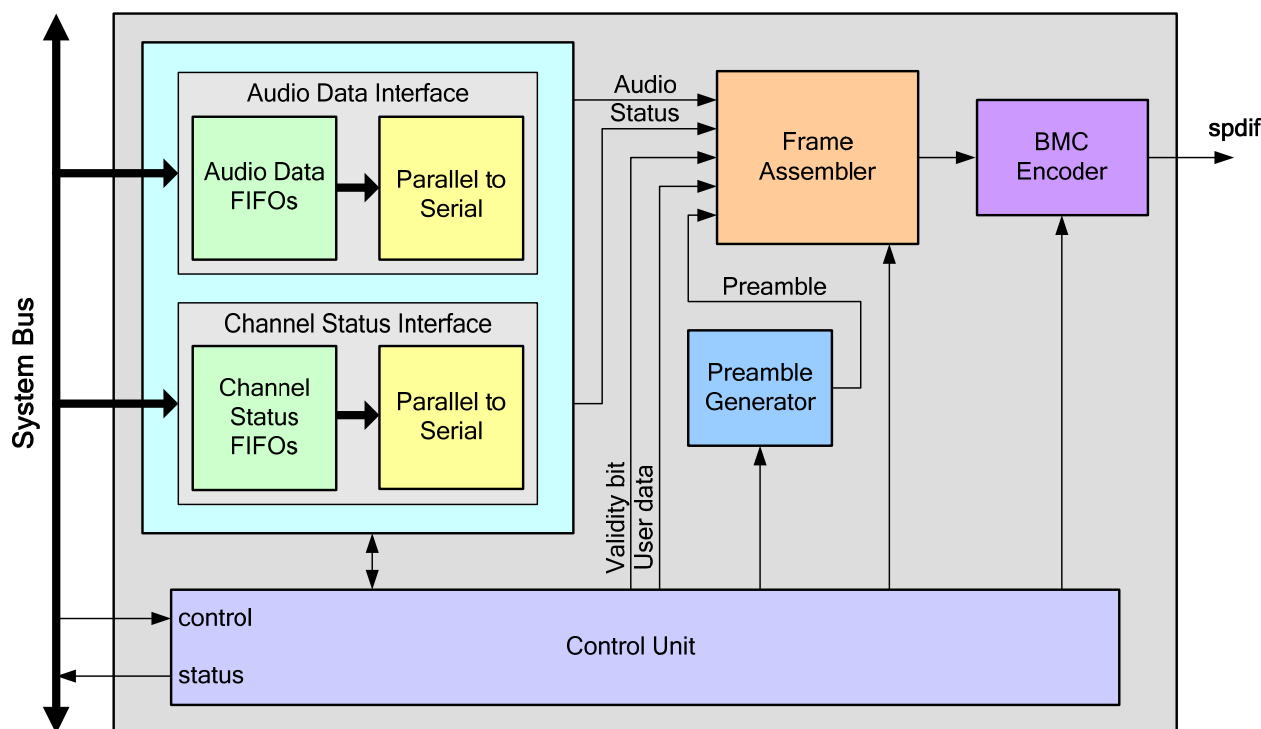 System Bus
Audio Data Interface
Audio Data
FIFOs
Parallel to
Serial
Channel Status Interface
Channel
Status
FIFOs
Parallel to
Serial
Audio
Status
Validity bit
User data
Preamble
Preamble
Generator
Frame
Assembler
BMC
Encoder
spdif
control
status
Control Unit